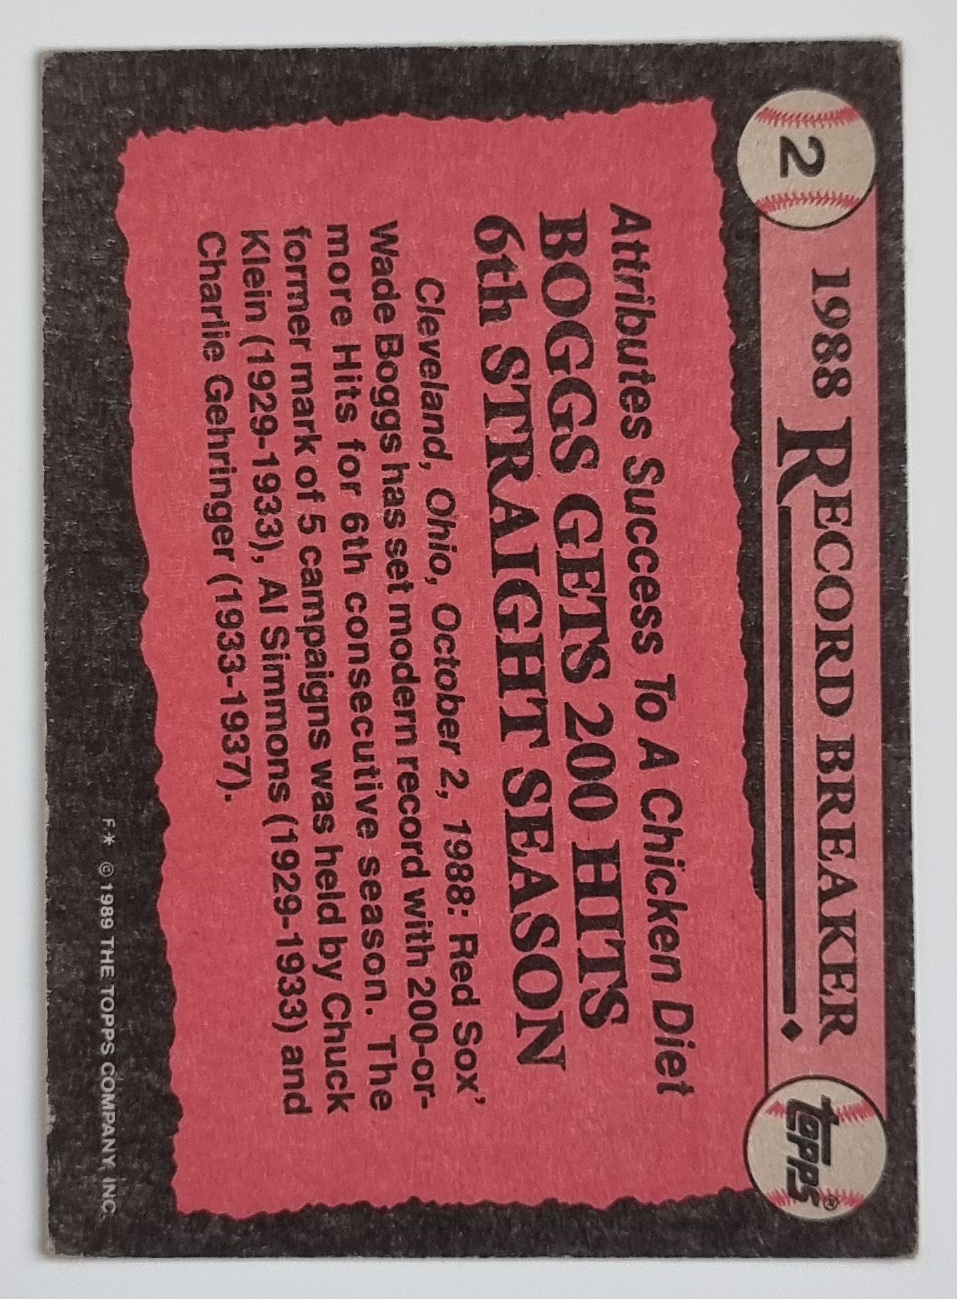 2
1988 RECORD BREAKER
topps®
Attributes Success To A Chicken Diet
BOGGS GETS 200 HITS
6th STRAIGHT SEASON
Cleveland, Ohio, October 2, 1988: Red Sox'
Wade Boggs has set modern record with 200-or-
more Hits for 6th consecutive season. The
former mark of 5 campaigns was held by Chuck
Klein (1929-1933), Al Simmons (1929-1933) and
Charlie Gehringer (1933-1937).
F* ©1989 THE TOPPS COMPANY, INC.